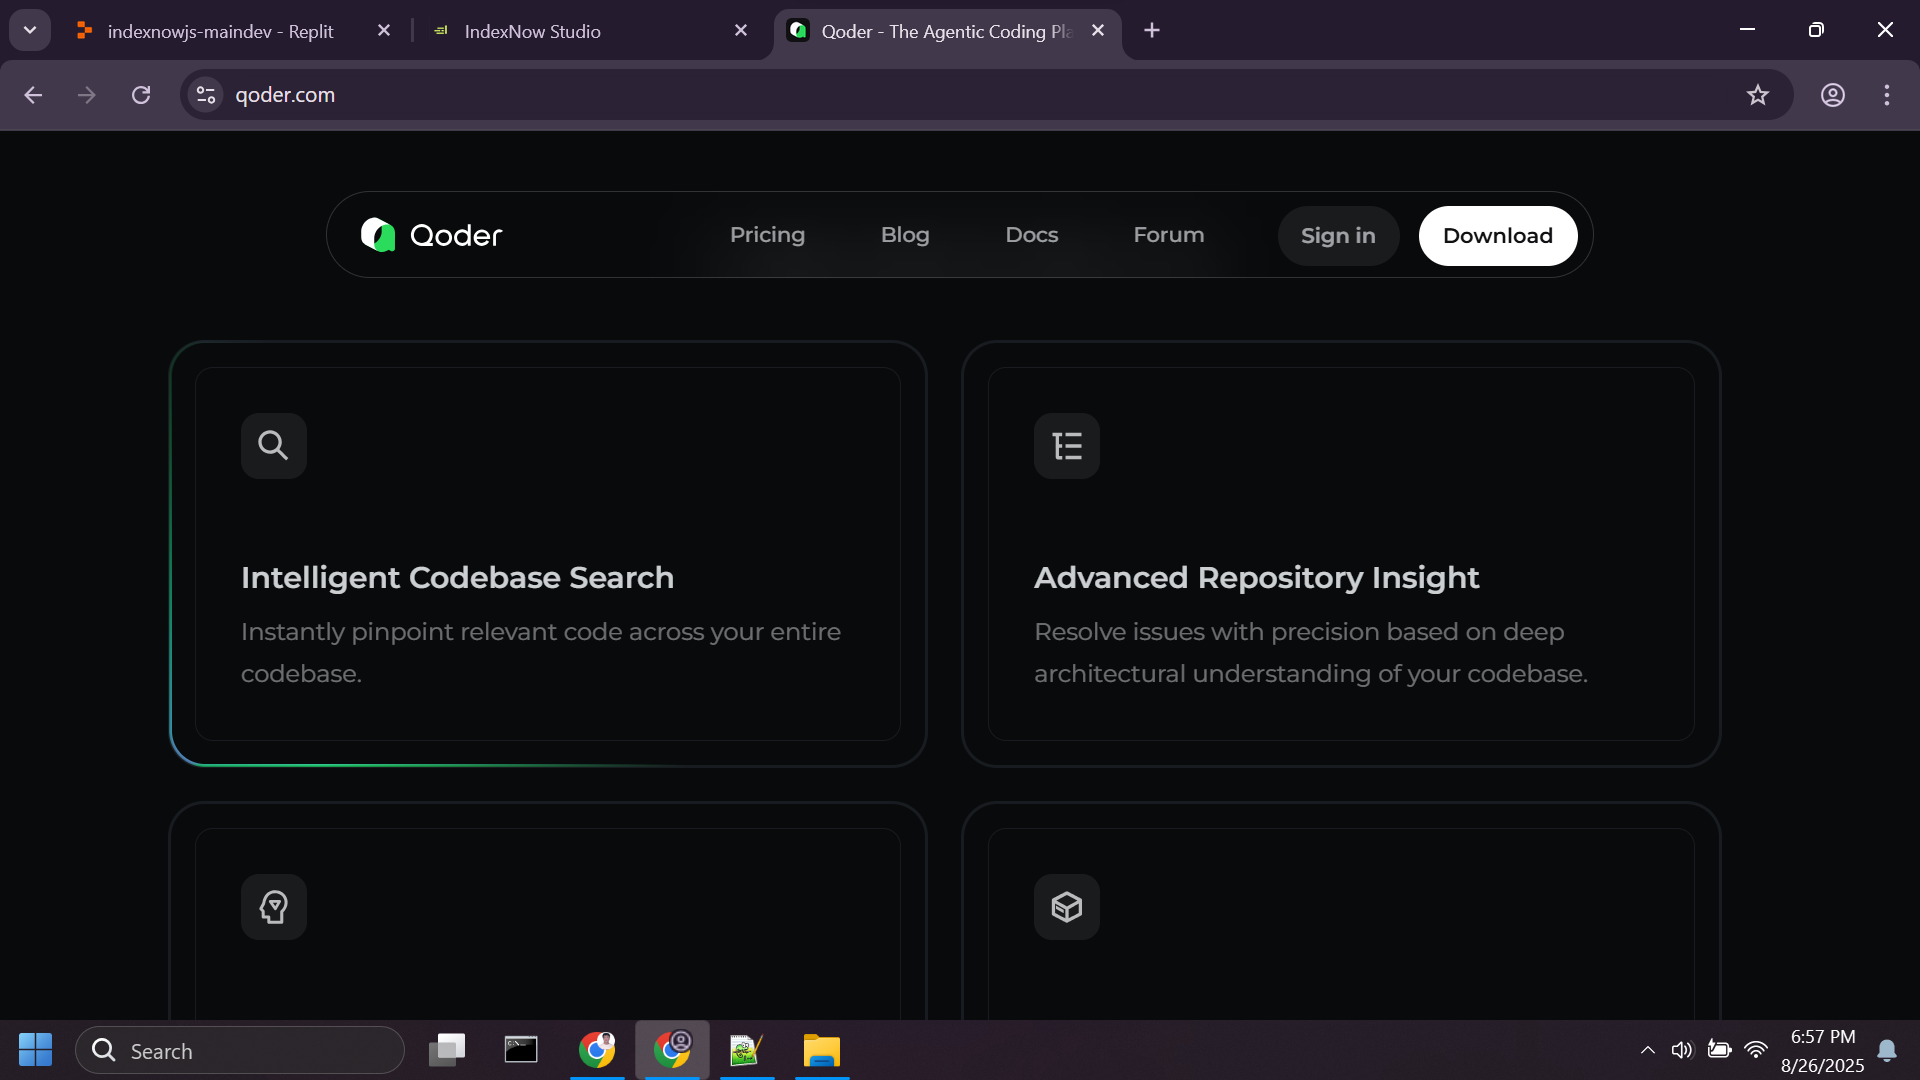 indexnowjs-maindev - Replit
IndexNow Studio
Qoder - The Agentic Coding Pla
qoder.com
Qoder
Pricing
Blog
Docs
Forum
Sign in
Download
Intelligent Codebase Search
Instantly pinpoint relevant code across your entire
codebase.
Advanced Repository Insight
Resolve issues with precision based on deep
architectural understanding of your codebase.
Search
6:57 PM
8/26/2025